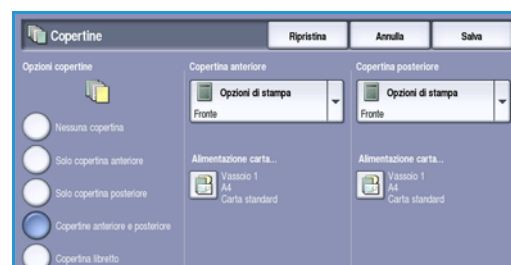 Copertine
Ripristina
Annulla
Salva
Opzioni copertine
Nessuna copertina
Solo copertina anteriore
Solo copertina posteriore
Copertine anteriore e posteriore
Copertina libretto
Copertina anteriore
Opzioni di stampa
Fronte
Alimentazione carta...
Vassoio 1
A4
Carta standard
Copertina posteriore
Opzioni di stampa
Fronte
Alimentazione carta...
Vassoio 1
A4
Carta standard